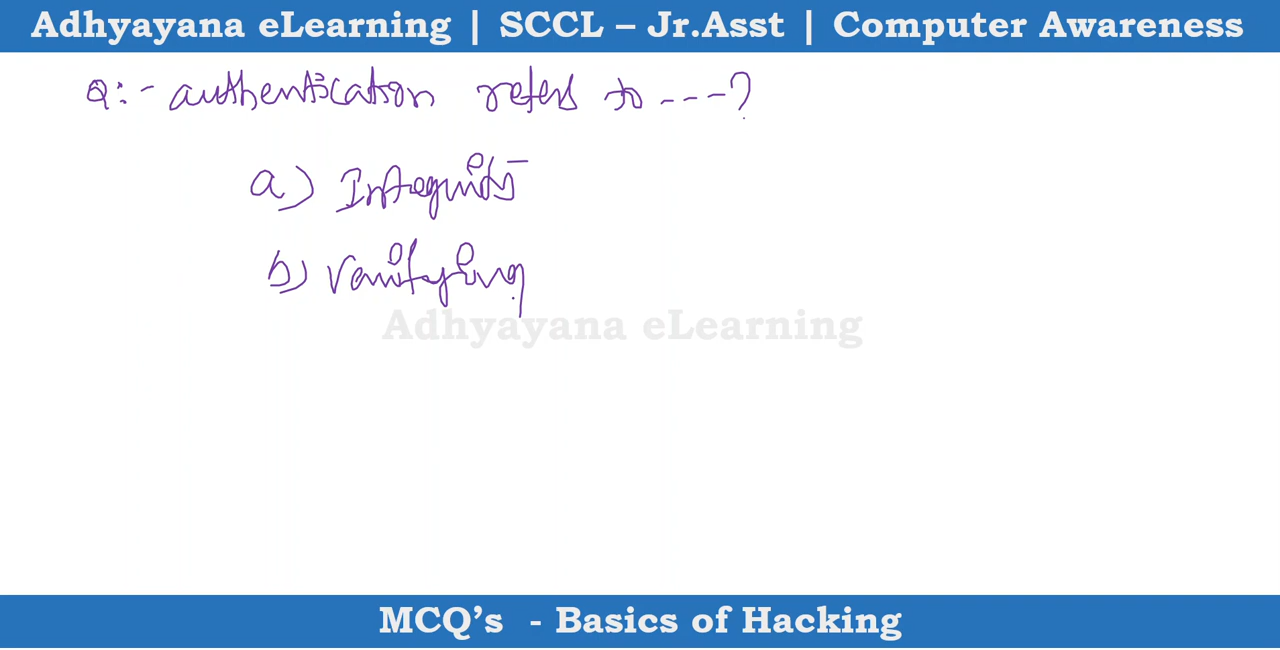 Adhyayana eLearning | SCCL – Jr.Asst | Computer Awareness
Q:- authentication refers to ---?
a) Integrity
b) Verifying
Adhyayana eLearning
MCQ's - Basics of Hacking